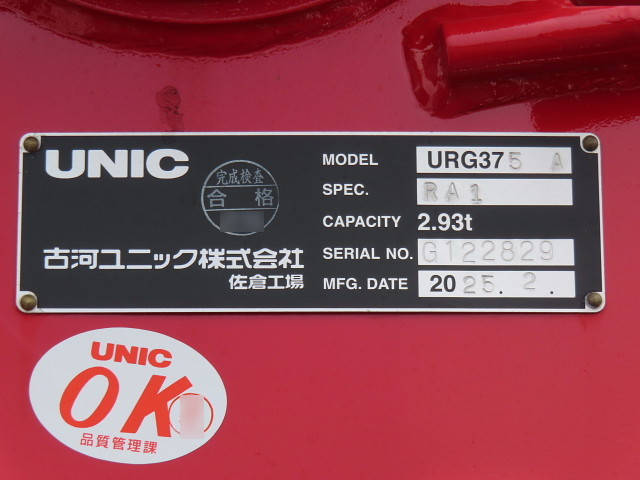 UNIC
完成検査
合格
古河ユニック株式会社
佐倉工場
MODEL URG375 A
SPEC. RA1
CAPACITY 2.93t
SERIAL NO. G122829
MFG. DATE 2025.2.
UNIC
OK
品質管理課